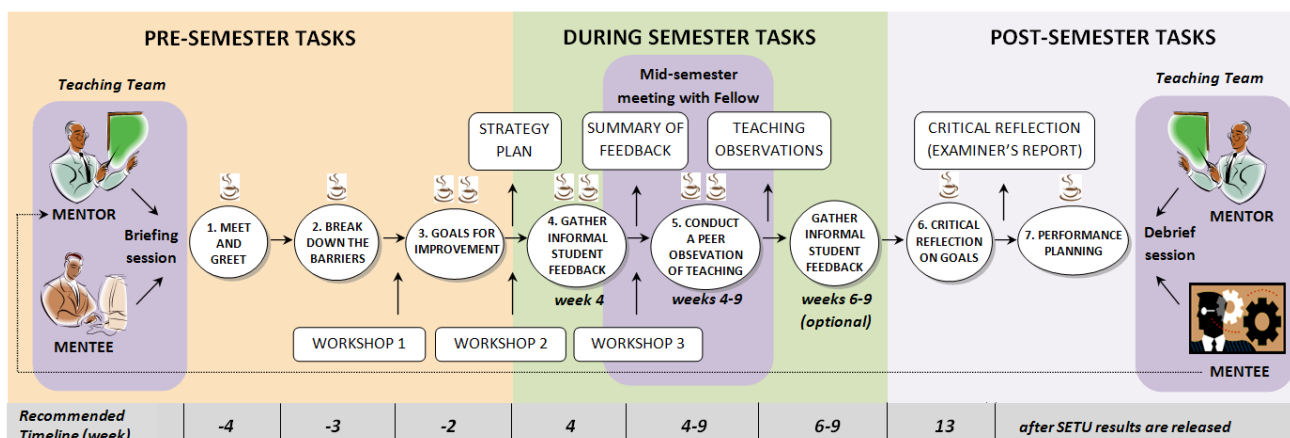 PRE-SEMESTER TASKS
DURING SEMESTER TASKS
POST-SEMESTER TASKS
Teaching Team
MENTOR
MENTEE
Briefing
session
1. MEET
AND
GREET
2. BREAK
DOWN THE
BARRIERS
3. GOALS FOR
IMPROVEMENT
STRATEGY
PLAN
WORKSHOP 1
WORKSHOP 2
Mid-semester
meeting with Fellow
SUMMARY OF
FEEDBACK
TEACHING
OBSERVATIONS
4. GATHER
INFORMAL
STUDENT
FEEDBACK
week 4
5. CONDUCT
A PEER
OBSEVATION OF
TEACHING
weeks 4-9
GATHER
INFORMAL
STUDENT
FEEDBACK
weeks 6-9
(optional)
WORKSHOP 3
CRITICAL REFLECTION
(EXAMINER'S REPORT)
6. CRITICAL
REFLECTION
ON GOALS
7. PERFORMANCE
PLANNING
Teaching Team
MENTOR
Debrief
session
MENTEE
Recommended
Timeline (week)
-4
-3
-2
4
4-9
6-9
13
after SETU results are released